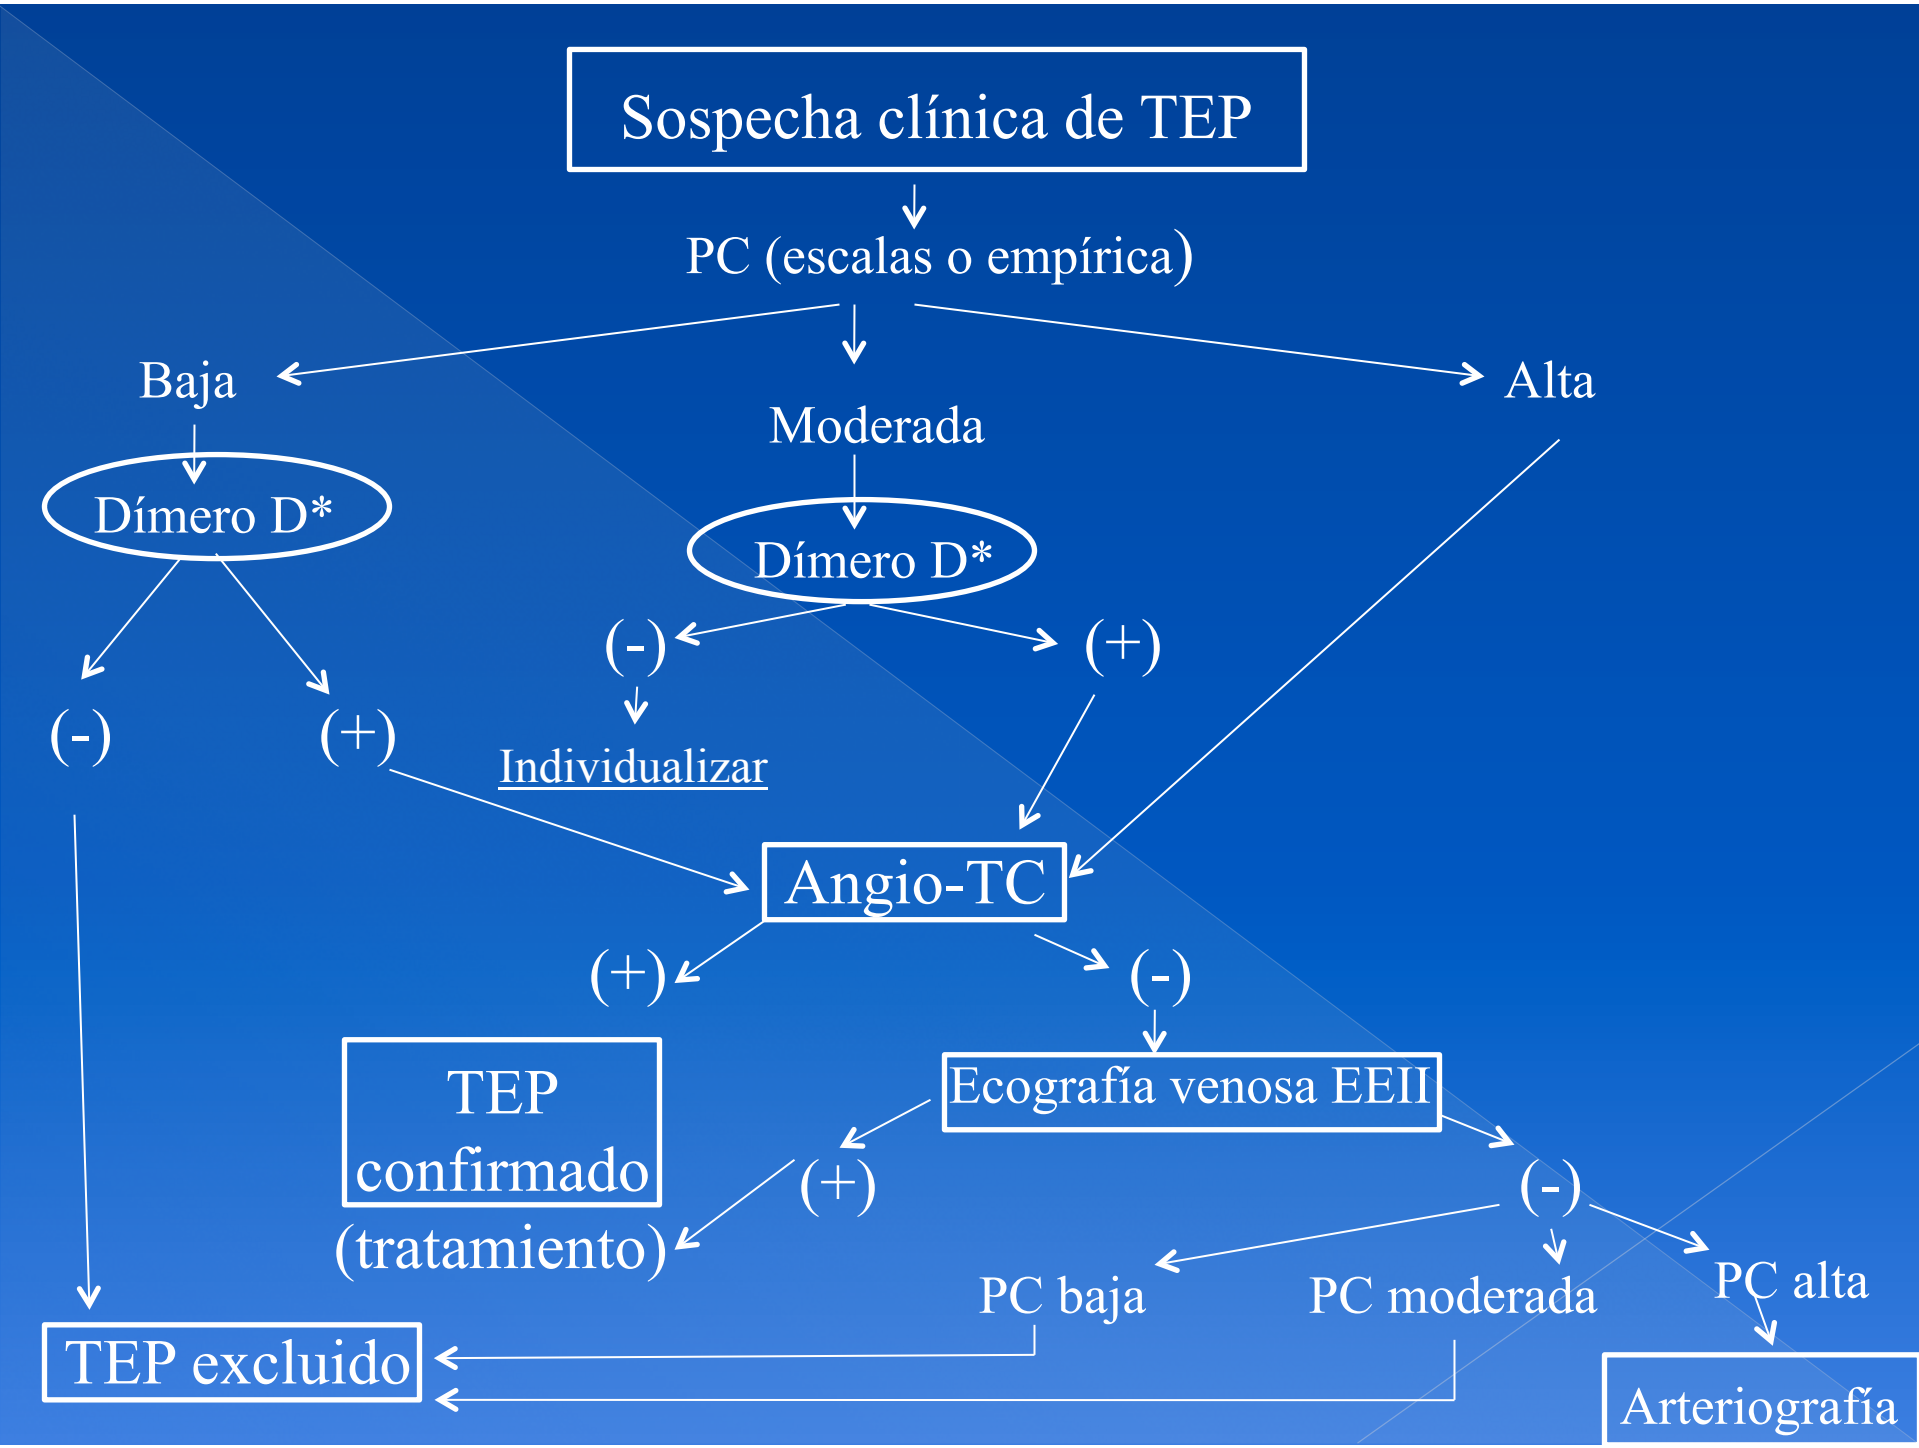 Sospecha clínica de TEP
PC (escalas o empírica)
Baja
Moderada
Alta
Dímero D*
Dímero D*
(-)
(+)
(-)
(+)
Individualizar
Angio-TC
(+)
(-)
TEP
confirmado
(tratamiento)
Ecografía venosa EEII
(+)
(-)
PC baja
PC moderada
PC alta
TEP excluido
Arteriografía